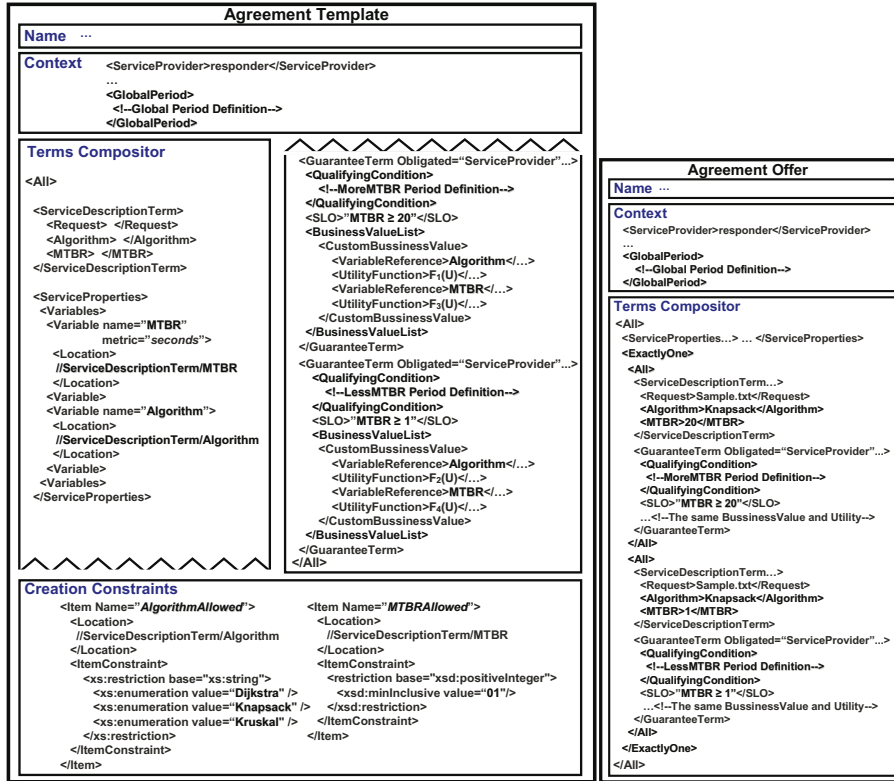 Agreement Template
Name ...
Context
<ServiceProvider>responder</ServiceProvider>
...
<GlobalPeriod>
<!--Global Period Definition-->
</GlobalPeriod>
Terms Compositor
<All>
<ServiceDescriptionTerm>
<Request> </Request>
<Algorithm> </Algorithm>
<MTBR> </MTBR>
</ServiceDescriptionTerm>
<ServiceProperties>
<Variables>
<Variable name="MTBR"
metric="seconds">
<Location>
//ServiceDescriptionTerm/MTBR
</Location>
<Variable>
<Variable name="Algorithm">
<Location>
//ServiceDescriptionTerm/Algorithm
</Location>
<Variable>
<Variables>
</ServiceProperties>
<GuaranteeTerm Obligated="ServiceProvider"...>
<QualifyingCondition>
<!--MoreMTBR Period Definition-->
</QualifyingCondition>
<SLO>"MTBR ≥ 20"</SLO>
<BusinessValueList>
<CustomBussinessValue>
<VariableReference>Algorithm</...>
<UtilityFunction>F1(U)</...>
<VariableReference>MTBR</...>
<UtilityFunction>F3(U)</...>
</CustomBussinessValue>
</BusinessValueList>
</GuaranteeTerm>
<GuaranteeTerm Obligated="ServiceProvider"...>
<QualifyingCondition>
<!--LessMTBR Period Definition-->
</QualifyingCondition>
<SLO>"MTBR ≥ 1"</SLO>
<BusinessValueList>
<CustomBussinessValue>
<VariableReference>Algorithm</...>
<UtilityFunction>F2(U)</...>
<VariableReference>MTBR</...>
<UtilityFunction>F4(U)</...>
</CustomBussinessValue>
</BusinessValueList>
</GuaranteeTerm>
</All>
Creation Constraints
<Item Name="AlgorithmAllowed">
<Location>
//ServiceDescriptionTerm/Algorithm
</Location>
<ItemConstraint>
<xs:restriction base="xs:string">
<xs:enumeration value="Dijkstra" />
<xs:enumeration value="Knapsack" />
<xs:enumeration value="Kruskal" />
</xs:restriction>
</ItemConstraint>
</Item>
<Item Name="MTBRAllowed">
<Location>
//ServiceDescriptionTerm/MTBR
</Location>
<ItemConstraint>
<restriction base="xsd:positiveInteger">
<xsd:minInclusive value="01"/>
</xsd:restriction>
</ItemConstraint>
</Item>
Agreement Offer
Name ...
Context
<ServiceProvider>responder</ServiceProvider>
...
<GlobalPeriod>
<!--Global Period Definition-->
</GlobalPeriod>
Terms Compositor
<All>
<ServiceProperties...> ... </ServiceProperties>
<ExactlyOne>
<All>
<ServiceDescriptionTerm...>
<Request>Sample.txt</Request>
<Algorithm>Knapsack</Algorithm>
<MTBR>20</MTBR>
</ServiceDescriptionTerm>
<GuaranteeTerm Obligated="ServiceProvider"...>
<QualifyingCondition>
<!--MoreMTBR Period Definition-->
</QualifyingCondition>
<SLO>"MTBR ≥ 20"</SLO>
...<!--The same BussinessValue and Utility-->
</GuaranteeTerm>
</All>
<All>
<ServiceDescriptionTerm...>
<Request>Sample.txt</Request>
<Algorithm>Knapsack</Algorithm>
<MTBR>1</MTBR>
</ServiceDescriptionTerm>
<GuaranteeTerm Obligated="ServiceProvider"...>
<QualifyingCondition>
<!--LessMTBR Period Definition-->
</QualifyingCondition>
<SLO>"MTBR ≥ 1"</SLO>
...<!--The same BussinessValue and Utility-->
</GuaranteeTerm>
</All>
</ExactlyOne>
</All>